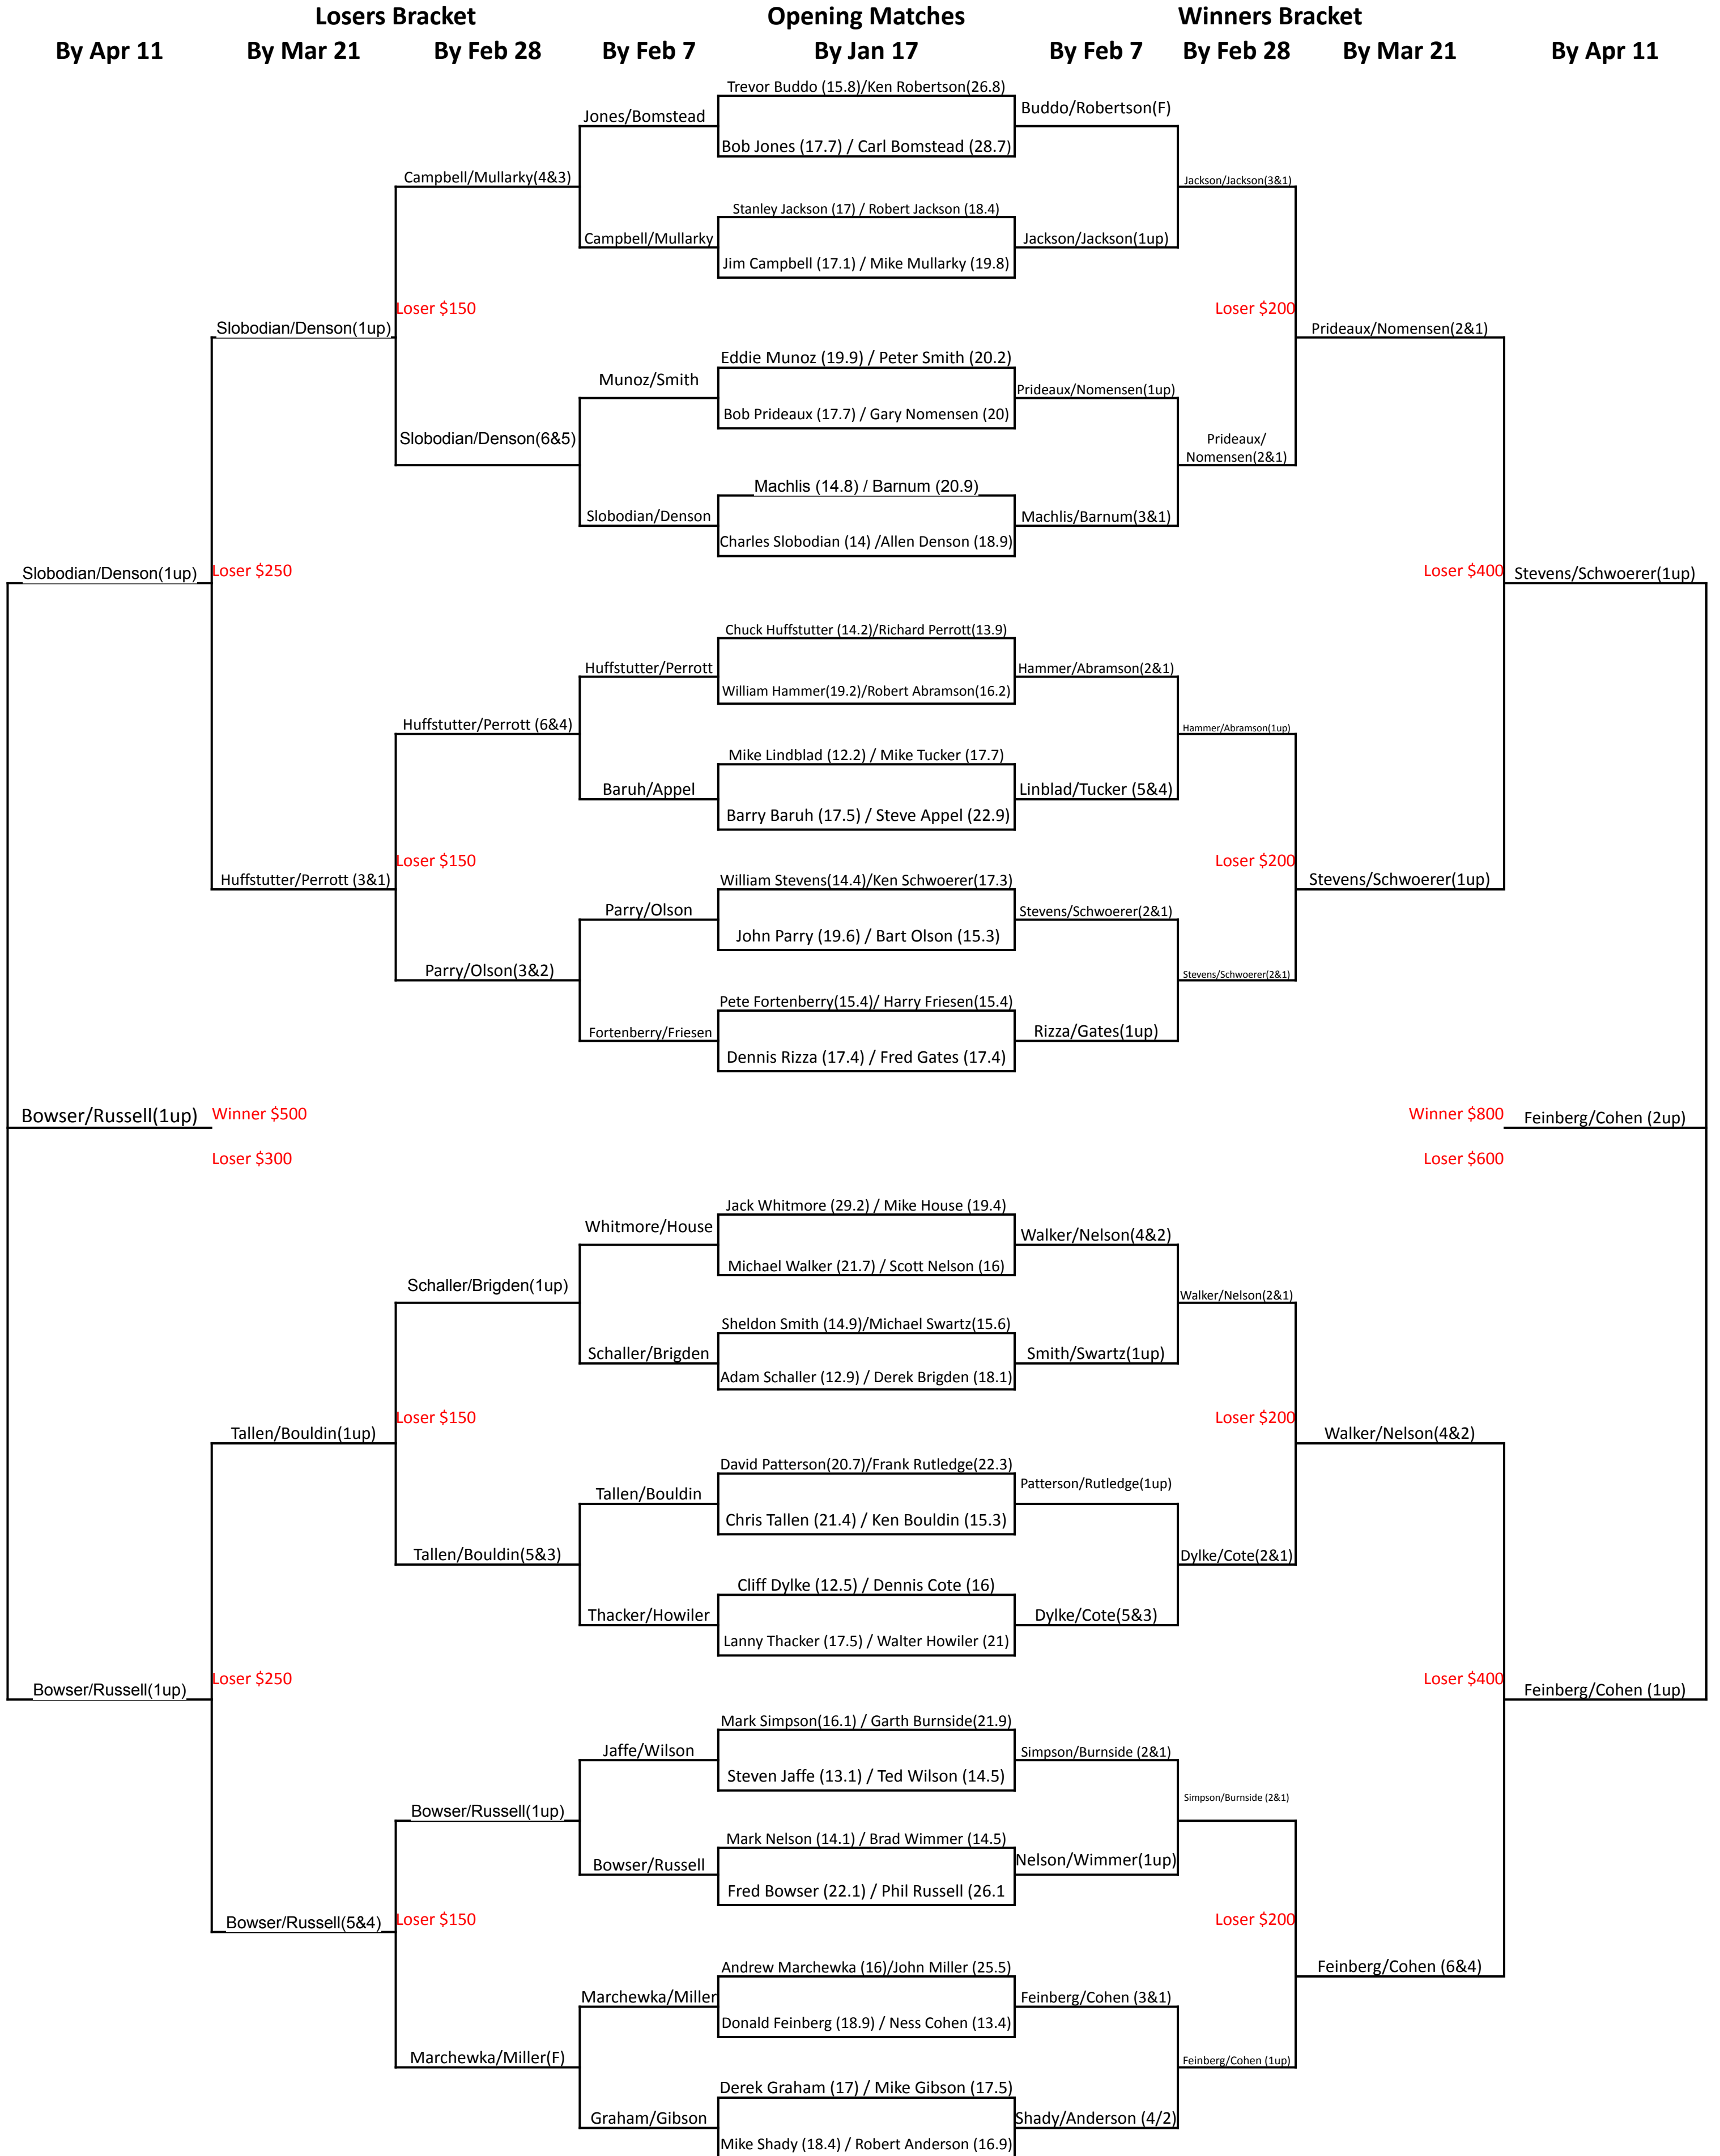 Losers Bracket Opening Matches Winners Bracket
By Apr 11 By Mar 21 By Feb 28 By Feb 7 By Jan 17 By Feb 7 By Feb 28 By Mar 21 By Apr 11
Trevor Buddo (15.8)/Ken Robertson(26.8)
Jones/Bomstead Buddo/Robertson(F)
Bob Jones (17.7) / Carl Bomstead (28.7)
Campbell/Mullarky(4&3) Jackson/Jackson(3&1)
Stanley Jackson (17) / Robert Jackson (18.4)
Campbell/Mullarky Jackson/Jackson(1up)
Jim Campbell (17.1) / Mike Mullarky (19.8)
Loser $150 Loser $200
Slobodian/Denson(1up) Prideaux/Nomensen(2&1)
Eddie Munoz (19.9) / Peter Smith (20.2)
Munoz/Smith Prideaux/Nomensen(1up)
Bob Prideaux (17.7) / Gary Nomensen (20)
Slobodian/Denson(6&5) Prideaux/
Nomensen(2&1)
Machlis (14.8) / Barnum (20.9)
Slobodian/Denson Machlis/Barnum(3&1)
Charles Slobodian (14) /Allen Denson (18.9)
Slobodian/Denson(1up) Loser $250 Loser $400 Stevens/Schwoerer(1up)
Chuck Huffstutter (14.2)/Richard Perrott(13.9)
Huffstutter/Perrott Hammer/Abramson(2&1)
William Hammer(19.2)/Robert Abramson(16.2)
Huffstutter/Perrott (6&4) Hammer/Abramson(1up)
Mike Lindblad (12.2) / Mike Tucker (17.7)
Baruh/Appel Linblad/Tucker (5&4)
Barry Baruh (17.5) / Steve Appel (22.9)
Loser $150 Loser $200
Huffstutter/Perrott (3&1) William Stevens(14.4)/Ken Schwoerer(17.3) Stevens/Schwoerer(1up)
Parry/Olson Stevens/Schwoerer(2&1)
John Parry (19.6) / Bart Olson (15.3)
Parry/Olson(3&2) Stevens/Schwoerer(2&1)
Pete Fortenberry(15.4)/ Harry Friesen(15.4)
Fortenberry/Friesen Rizza/Gates(1up)
Dennis Rizza (17.4) / Fred Gates (17.4)
Bowser/Russell(1up) Winner $500 Winner $800 Feinberg/Cohen (2up)
Loser $300 Loser $600
Jack Whitmore (29.2) / Mike House (19.4)
Whitmore/House Walker/Nelson(4&2)
Michael Walker (21.7) / Scott Nelson (16)
Schaller/Brigden(1up) Walker/Nelson(2&1)
Sheldon Smith (14.9)/Michael Swartz(15.6)
Schaller/Brigden Smith/Swartz(1up)
Adam Schaller (12.9) / Derek Brigden (18.1)
Loser $150 Loser $200
Tallen/Bouldin(1up) Walker/Nelson(4&2)
David Patterson(20.7)/Frank Rutledge(22.3)
Tallen/Bouldin Patterson/Rutledge(1up)
Chris Tallen (21.4) / Ken Bouldin (15.3)
Tallen/Bouldin(5&3) Dylke/Cote(2&1)
Cliff Dylke (12.5) / Dennis Cote (16)
Thacker/Howiler Dylke/Cote(5&3)
Lanny Thacker (17.5) / Walter Howiler (21)
Bowser/Russell(1up) Loser $250 Loser $400 Feinberg/Cohen (1up)
Mark Simpson(16.1) / Garth Burnside(21.9)
Jaffe/Wilson Simpson/Burnside (2&1)
Steven Jaffe (13.1) / Ted Wilson (14.5)
Bowser/Russell(1up) Simpson/Burnside (2&1)
Mark Nelson (14.1) / Brad Wimmer (14.5)
Bowser/Russell Nelson/Wimmer(1up)
Fred Bowser (22.1) / Phil Russell (26.1
Bowser/Russell(5&4) Loser $150 Loser $200
Andrew Marchewka (16)/John Miller (25.5) Feinberg/Cohen (6&4)
Marchewka/Miller Feinberg/Cohen (3&1)
Donald Feinberg (18.9) / Ness Cohen (13.4)
Marchewka/Miller(F) Feinberg/Cohen (1up)
Derek Graham (17) / Mike Gibson (17.5)
Graham/Gibson Shady/Anderson (4/2)
Mike Shady (18.4) / Robert Anderson (16.9)